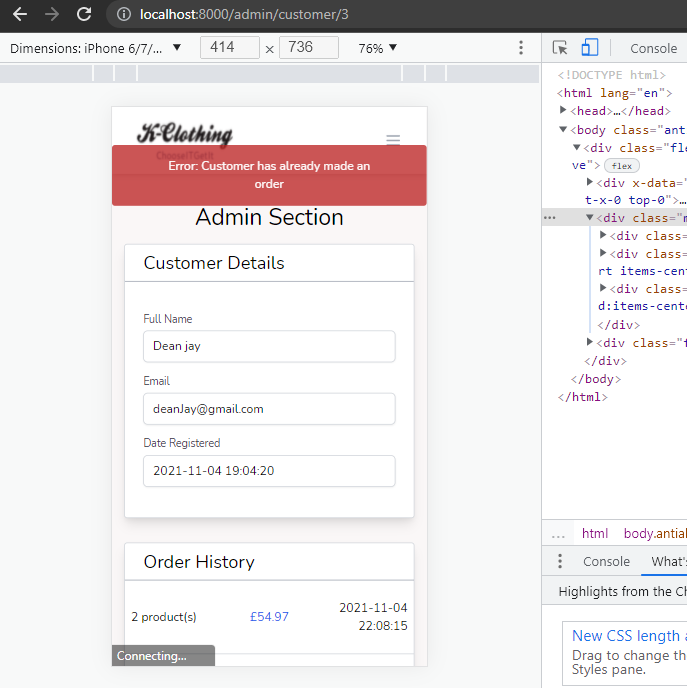 localhost:8000/admin/customer/3
Dimensions: iPhone 6/7/... ▼ 414 × 736 76% ▼
Console
<!DOCTYPE html>
<html lang="en">
<head>…</head>
<body class="ant
<div class="fle
ve"> flex
<div x-data="
t-x-0 top-0">…
<div class="m
<div class=
<div class=
rt items-cent
<div class=
d:items-cente
</div>
<div class="f
</div>
</body>
</html>
K-Clothing
Error: Customer has already made an
order
Admin Section
Customer Details
Full Name
Dean jay
Email
deanJay@gmail.com
Date Registered
2021-11-04 19:04:20
Order History
2 product(s) £54.97 2021-11-04
22:08:15
Connecting...
... html body.antial
Console What's
Highlights from the Ch
New CSS length a
Drag to change th
Styles pane.